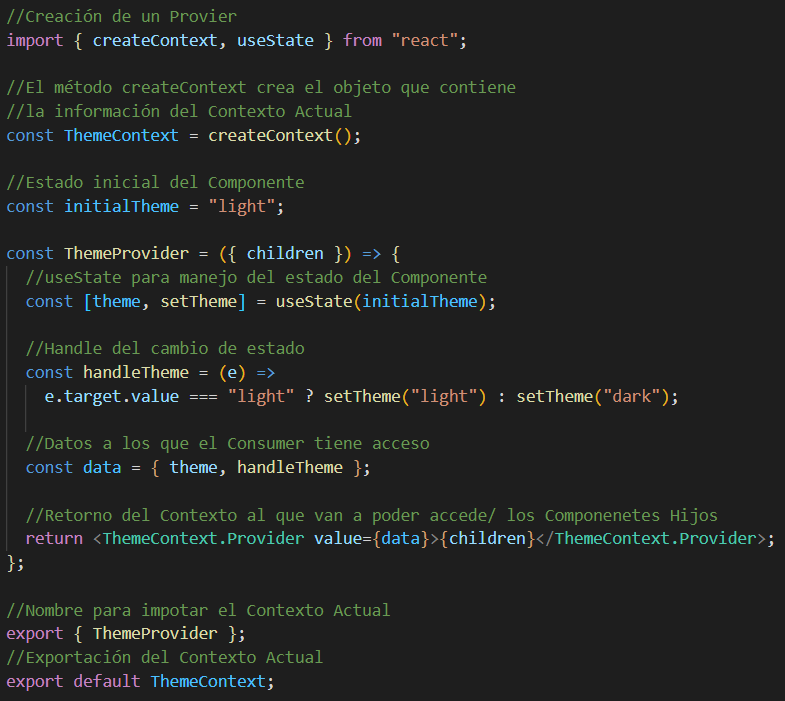 //Creación de un Provier
import { createContext, useState } from "react";
//El método createContext crea el objeto que contiene
//la información del Contexto Actual
const ThemeContext = createContext();
//Estado inicial del Componente
const initialTheme = "light";
const ThemeProvider = ({ children }) => {
  //useState para manejo del estado del Componente
  const [theme, setTheme] = useState(initialTheme);
  //Handle del cambio de estado
  const handleTheme = (e) =>
    e.target.value === "light" ? setTheme("light") : setTheme("dark");
  //Datos a los que el Consumer tiene acceso
  const data = { theme, handleTheme };
  //Retorno del Contexto al que van a poder accede/ los Componenetes Hijos
  return <ThemeContext.Provider value={data}>{children}</ThemeContext.Provider>;
};
//Nombre para impotar el Contexto Actual
export { ThemeProvider };
//Exportación del Contexto Actual
export default ThemeContext;